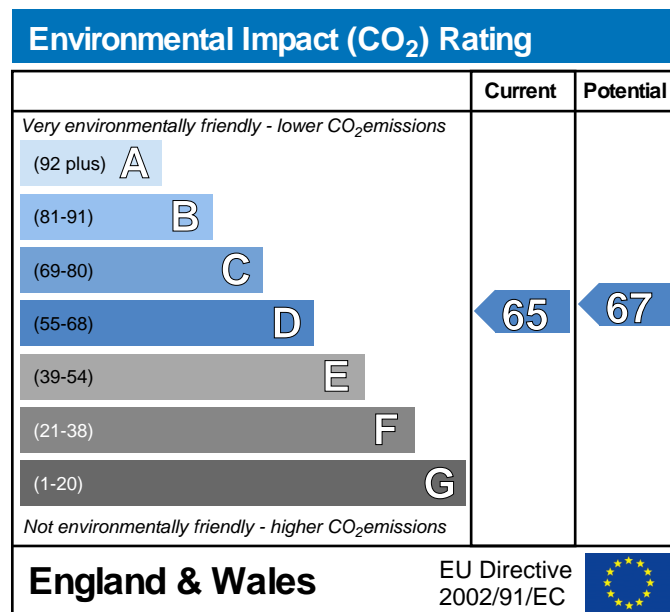 Environmental Impact (CO₂) Rating
Current Potential
Very environmentally friendly - lower CO₂emissions
(92 plus) A
(81-91) B
(69-80) C
(55-68) D
65 67
(39-54) E
(21-38) F
(1-20) G
Not environmentally friendly - higher CO₂emissions
England & Wales
EU Directive
2002/91/EC